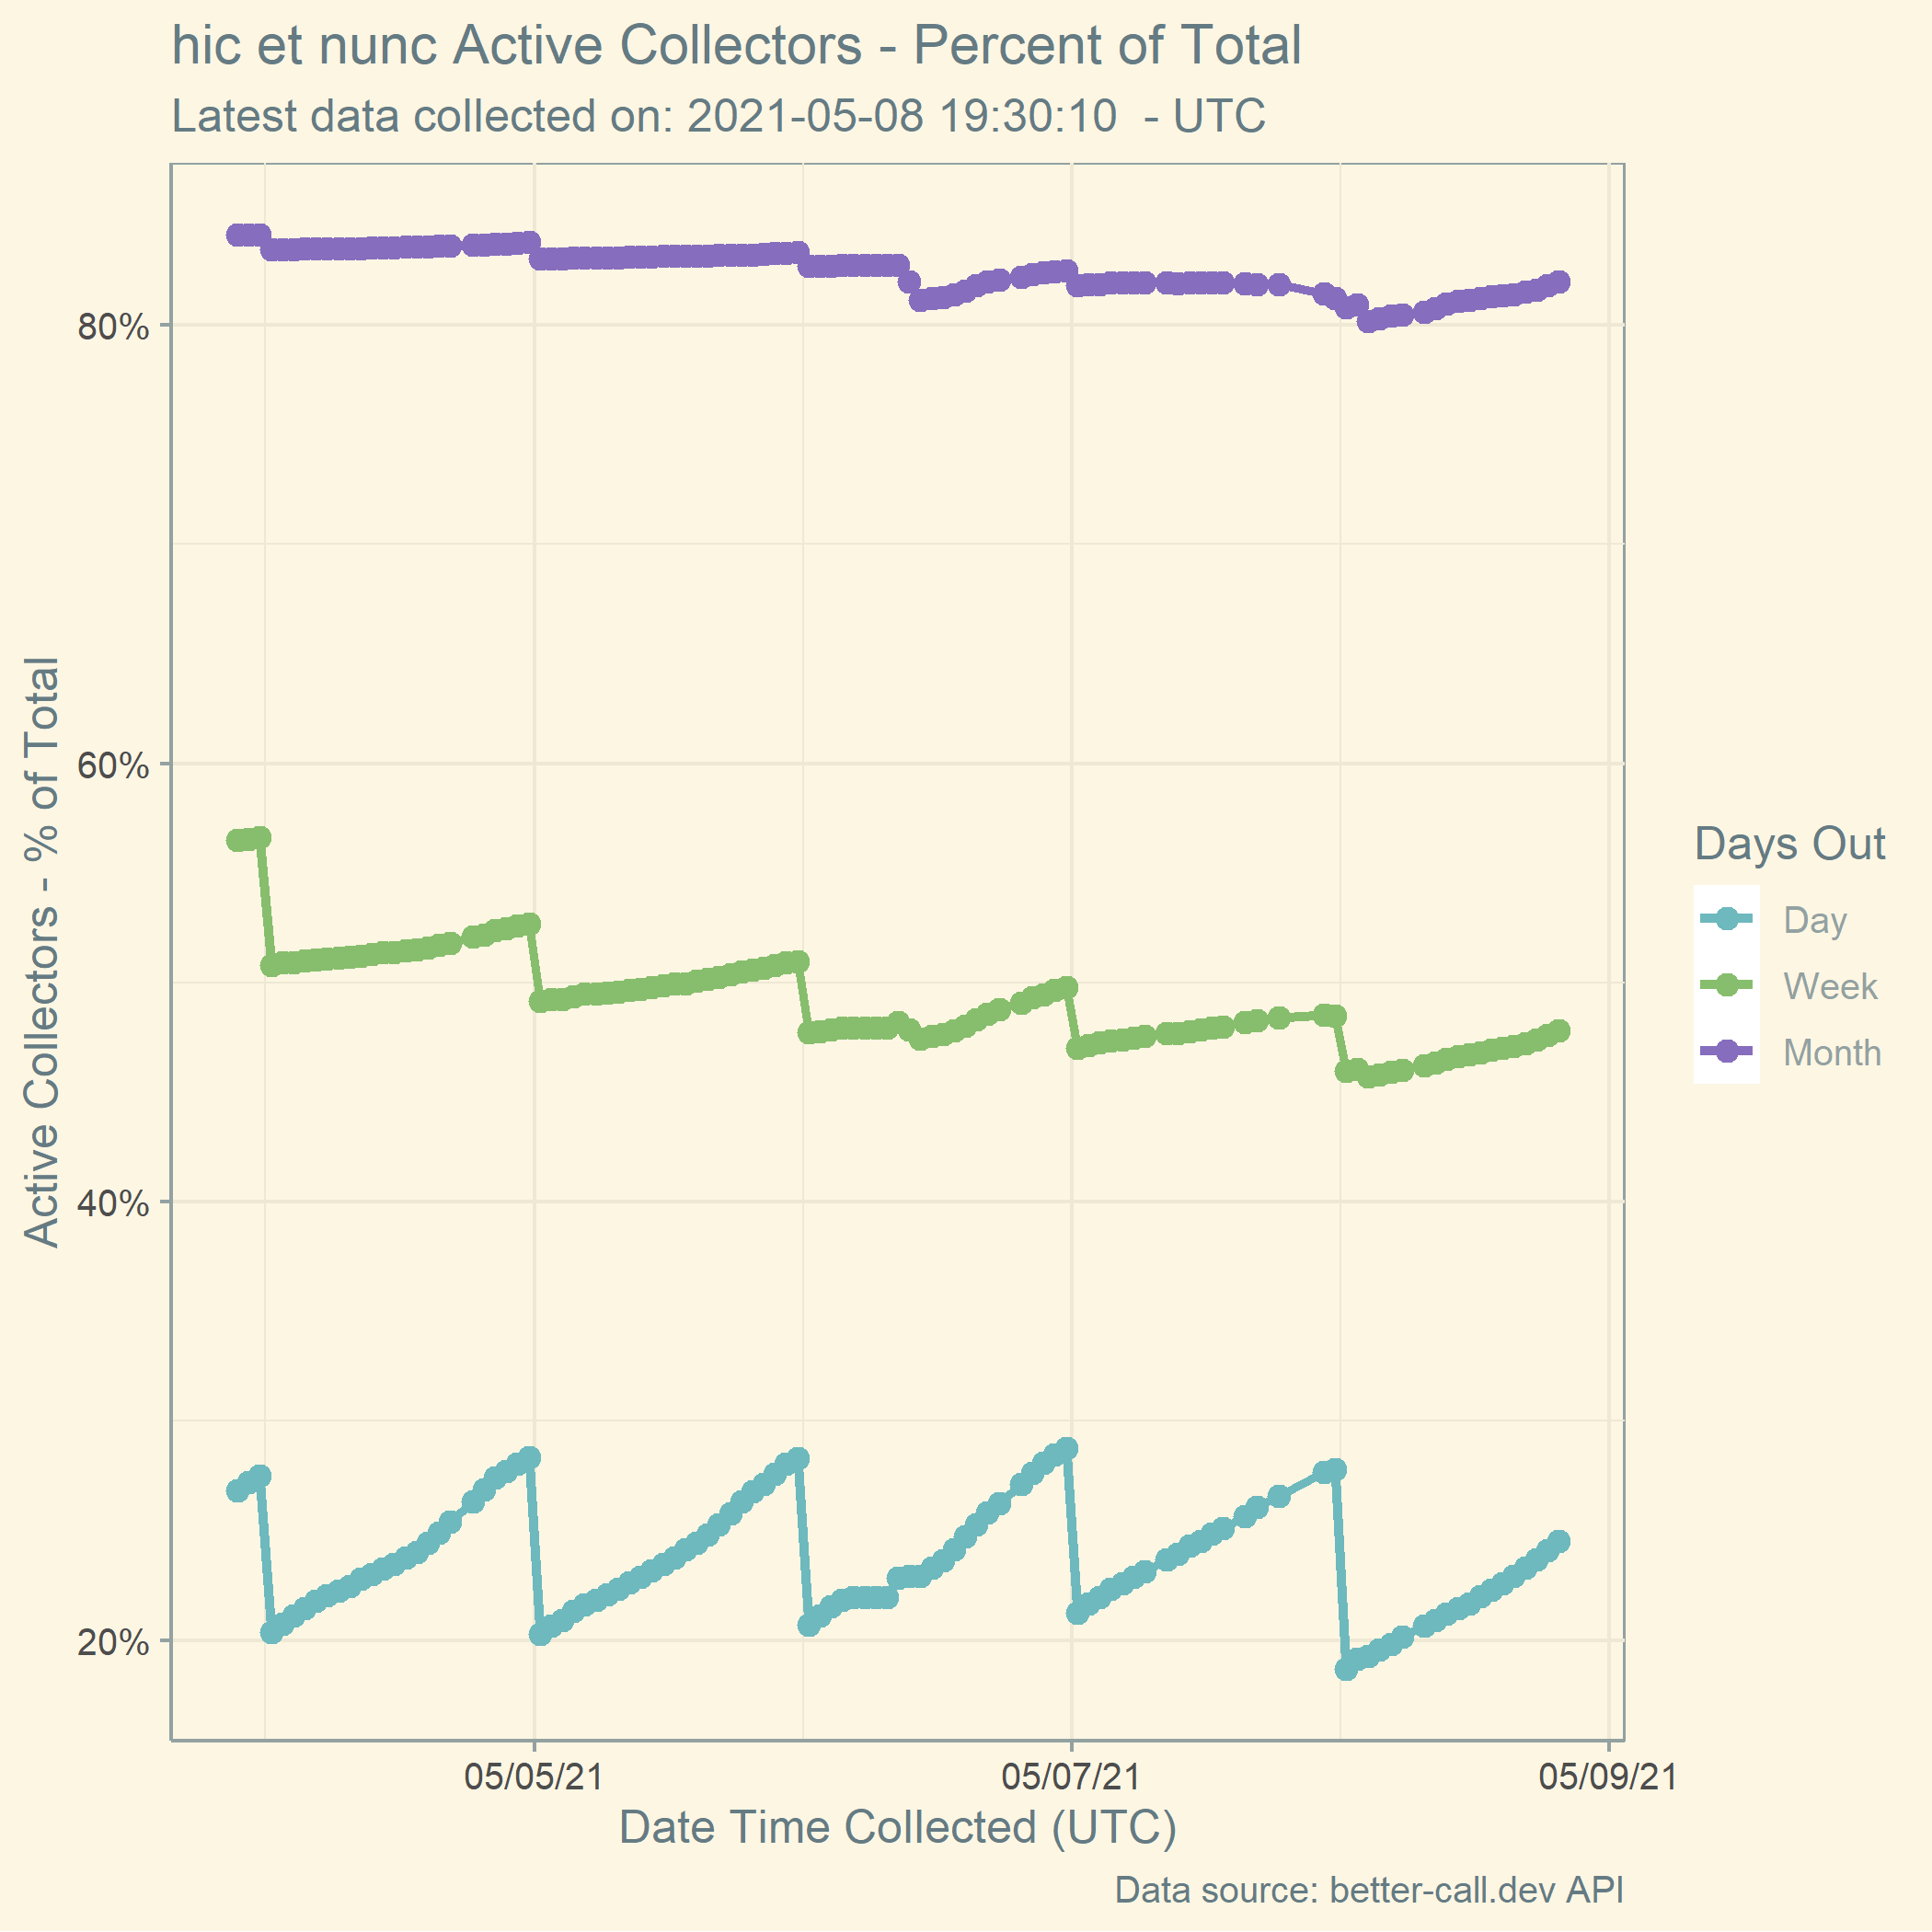 hic et nunc Active Collectors - Percent of Total
Latest data collected on: 2021-05-08 19:30:10  - UTC
Active Collectors - % of Total
80%
60%
40%
20%
05/05/21
05/07/21
05/09/21
Date Time Collected (UTC)
Days Out
Day
Week
Month
Data source: better-call.dev API